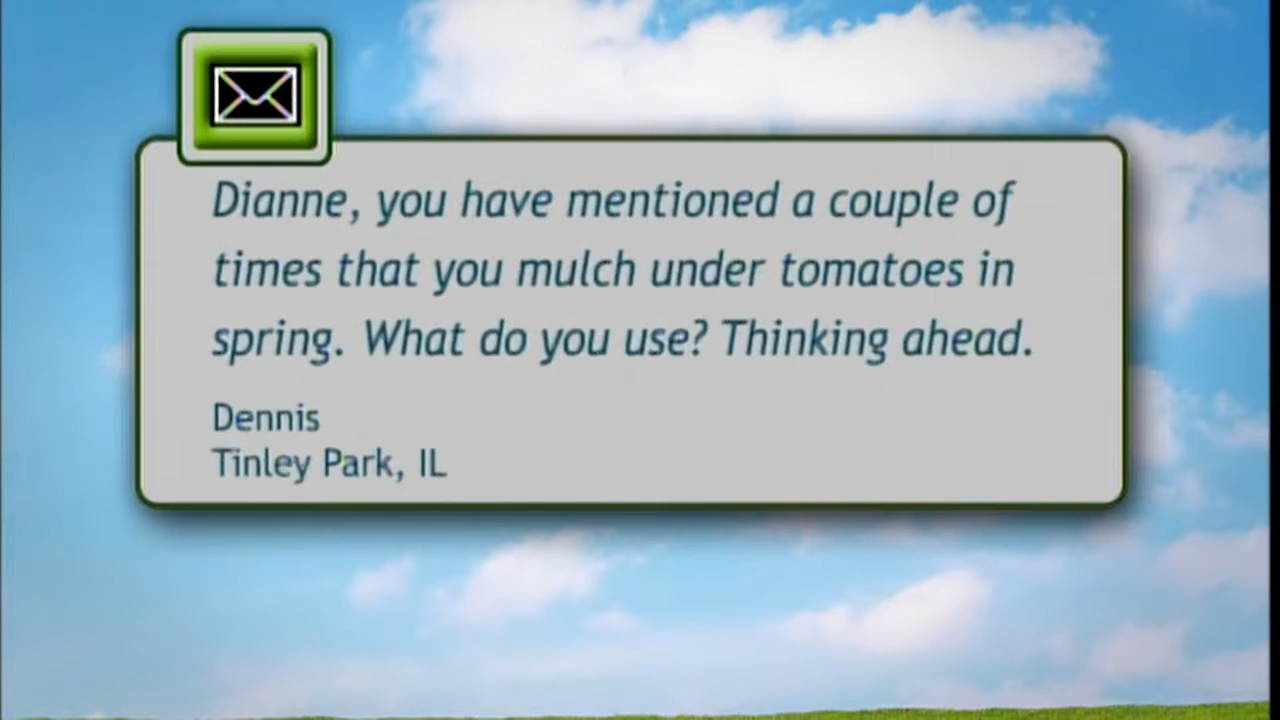 Dianne, you have mentioned a couple of
times that you mulch under tomatoes in
spring. What do you use? Thinking ahead.
Dennis
Tinley Park, IL